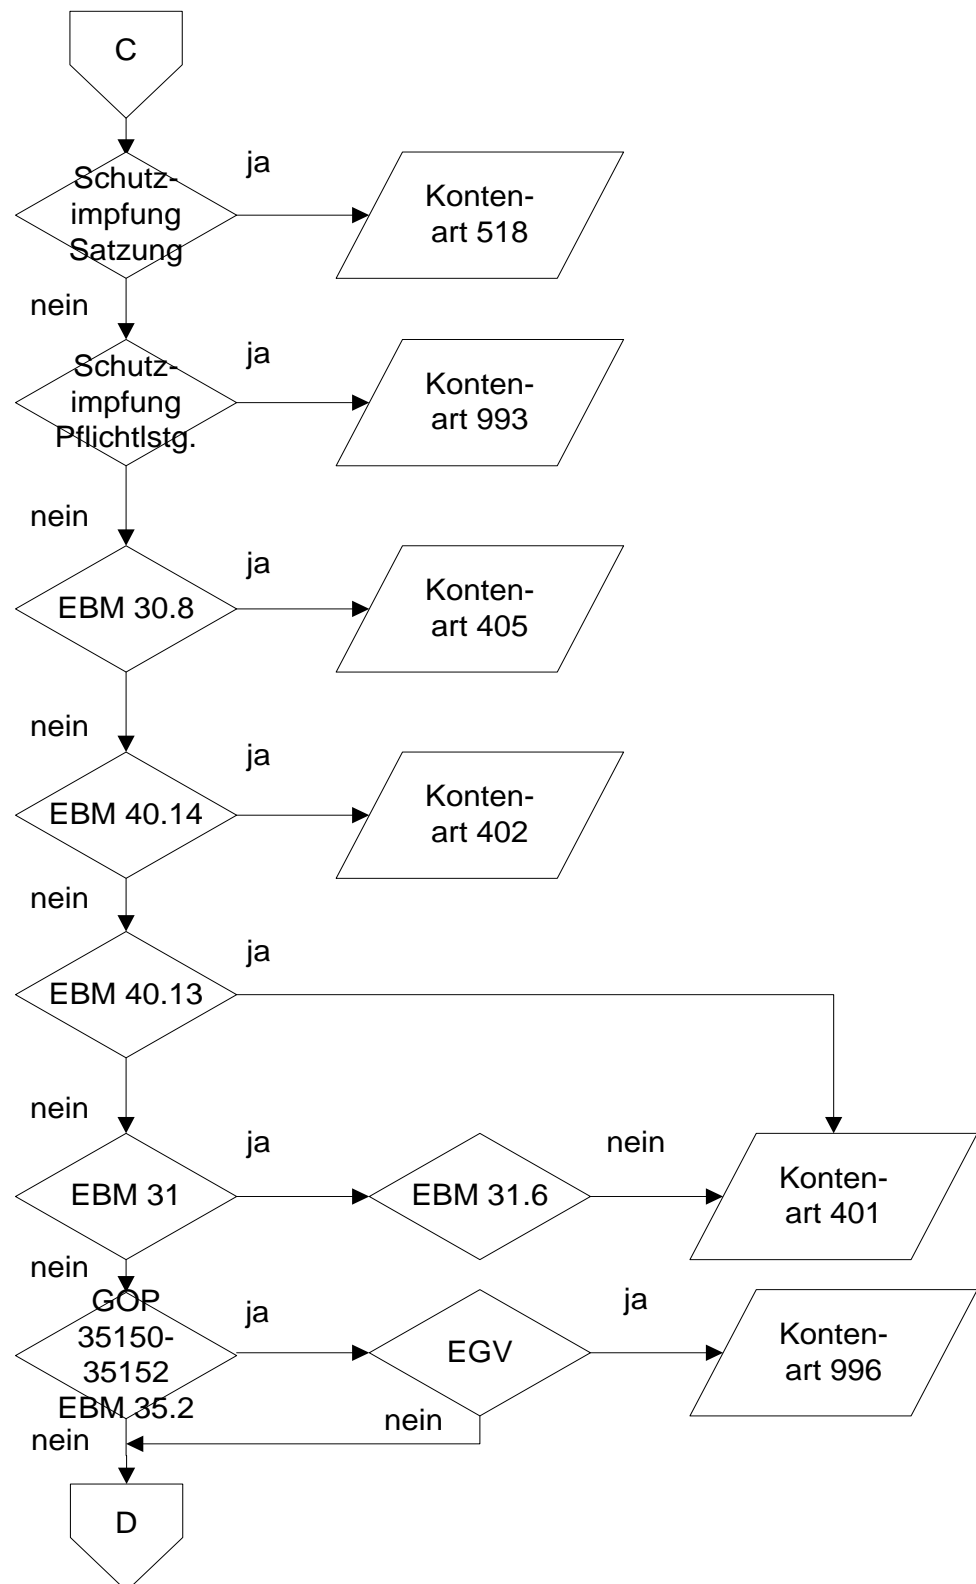 C
ja
Schutz-
impfung
Satzung
Konten-
art 518
nein
ja
Schutz-
impfung
Pflichtlstg.
Konten-
art 993
nein
ja
EBM 30.8
Konten-
art 405
nein
ja
EBM 40.14
Konten-
art 402
nein
ja
EBM 40.13
nein
ja
nein
EBM 31
EBM 31.6
Konten-
art 401
nein
ja
ja
GOP
35150-
35152
EBM 35.2
EGV
Konten-
art 996
nein
nein
D